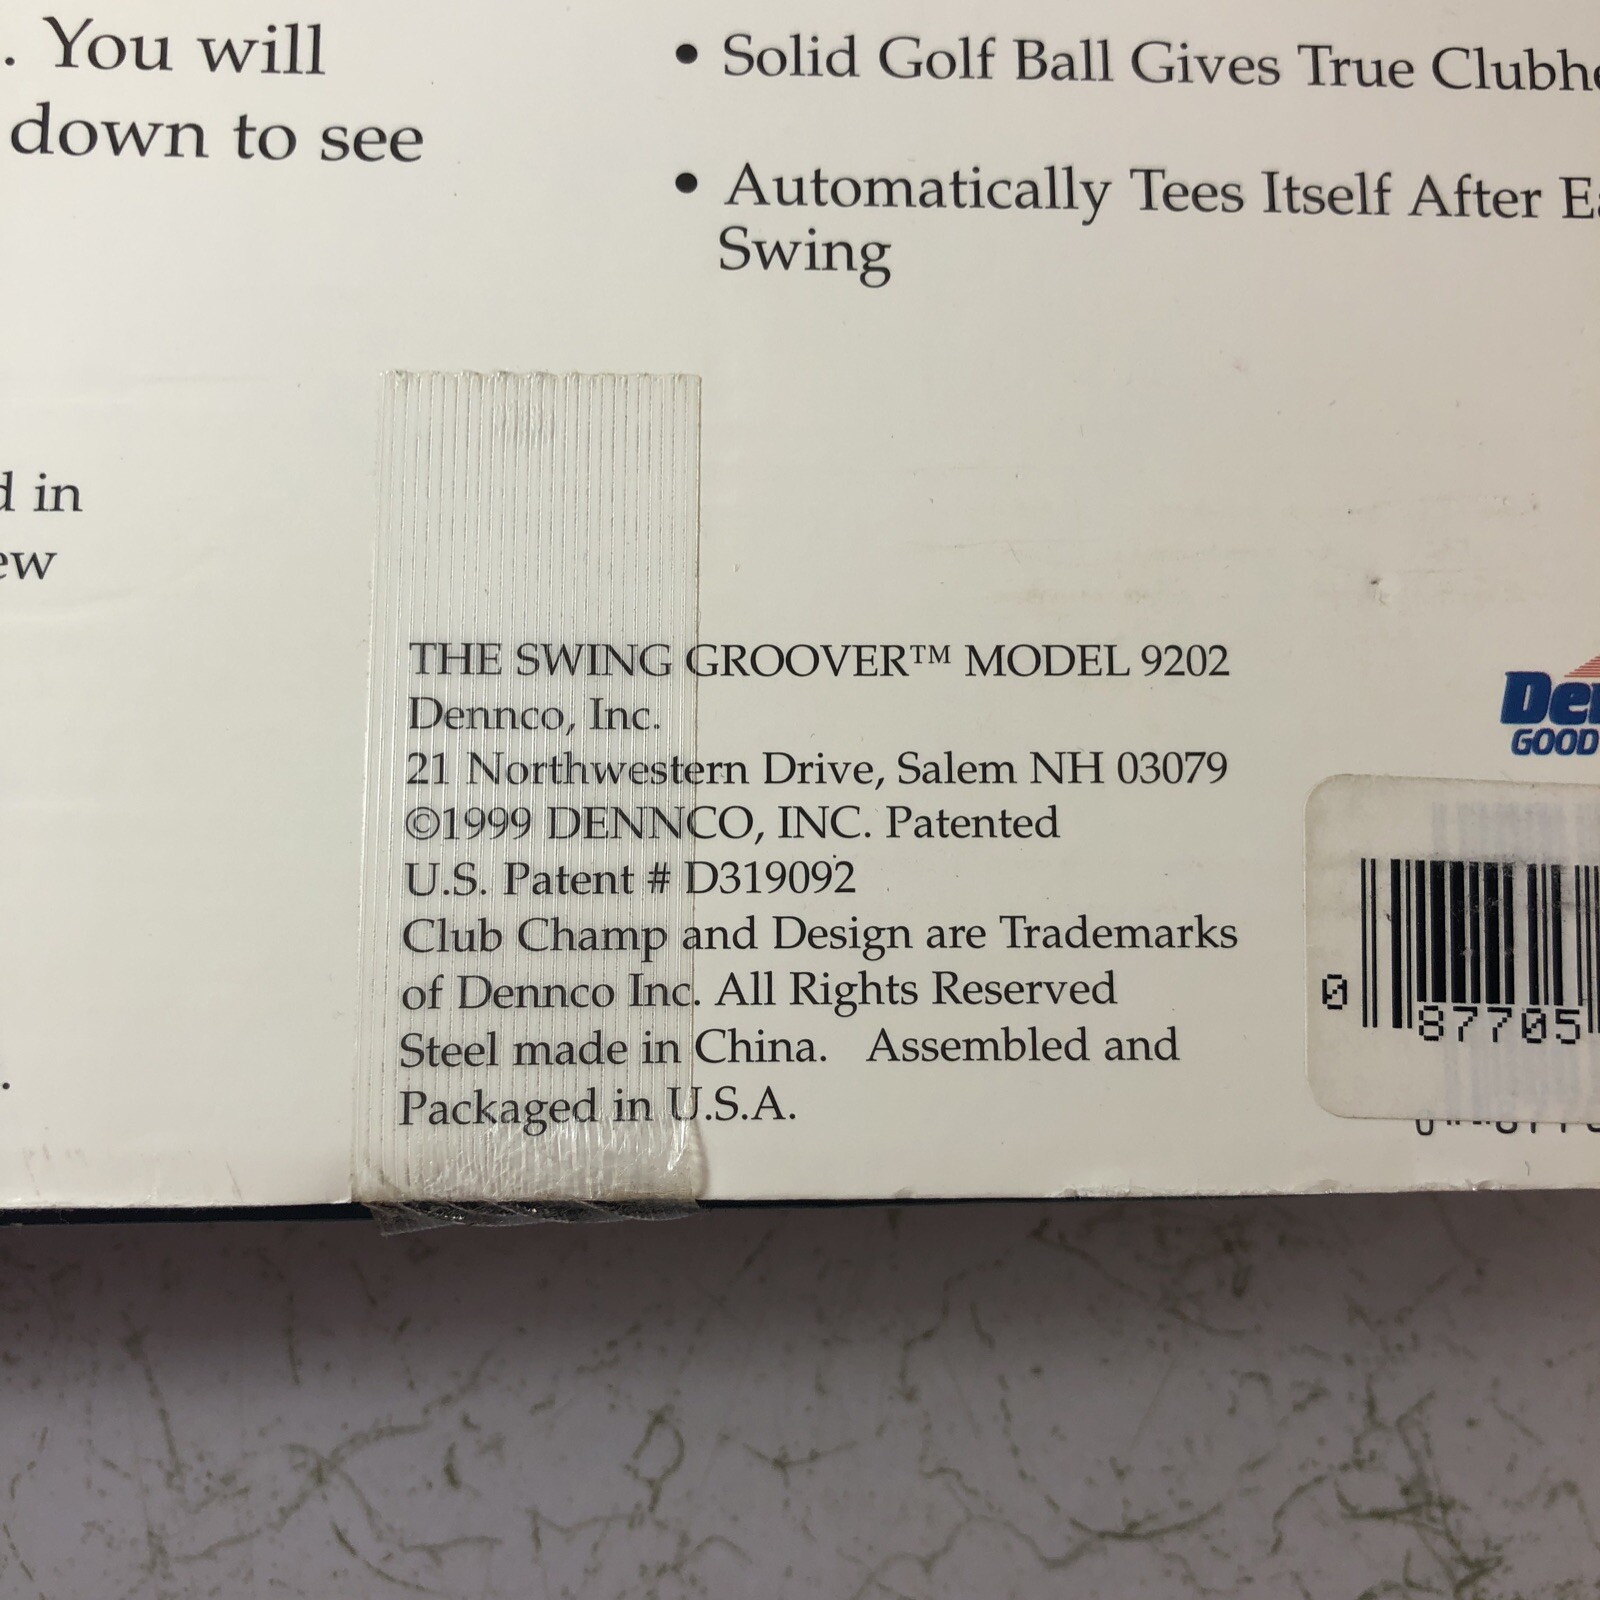 . You will
down to see
d in
ew
• Solid Golf Ball Gives True
• Automatically Tees Itself After
Swing
THE SWING GROOVER™ MODEL 9202
Dennco, Inc.
21 Northwestern Drive, Salem NH 03079
©1999 DENNCO, INC. Patented
U.S. Patent # D319092
Club Champ and Design are Trademarks
of Dennco Inc. All Rights Reserved
Steel made in China. Assembled and
Packaged in U.S.A.
GOOD
0 87705